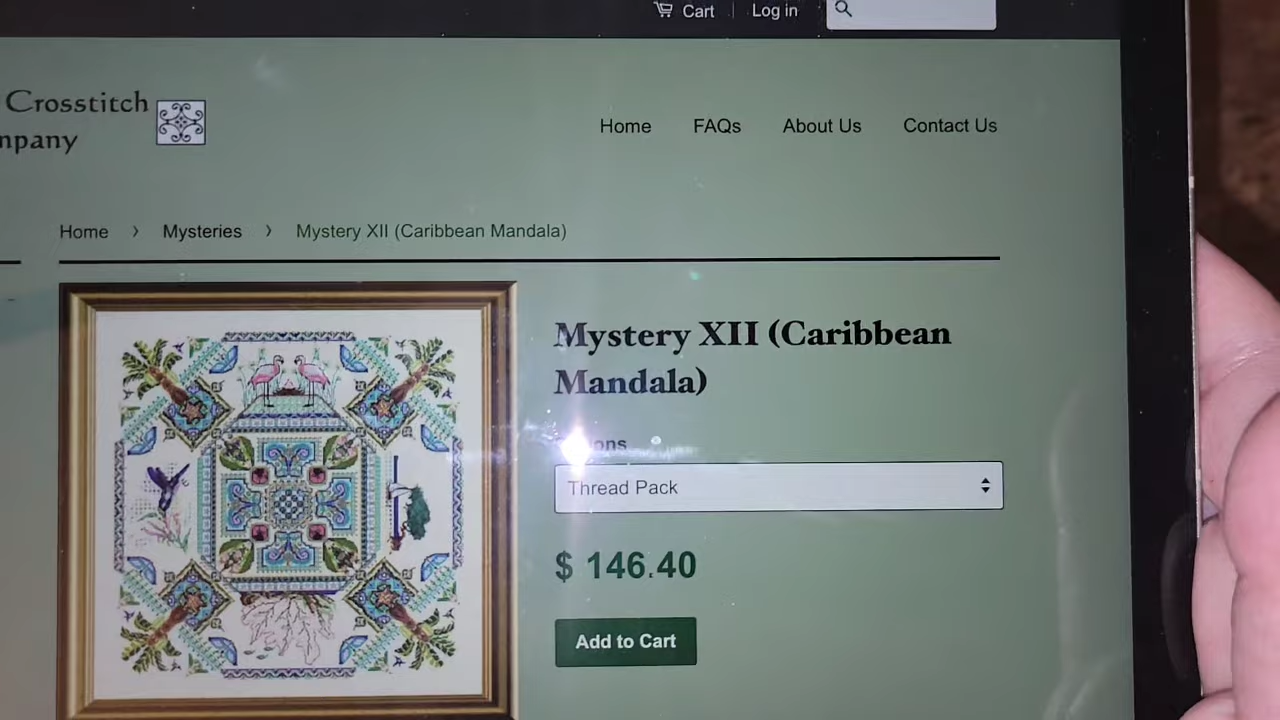 Cart | Log in
Crosstitch
mpany
Home FAQs About Us Contact Us
Home › Mysteries › Mystery XII (Caribbean Mandala)
Mystery XII (Caribbean
Mandala)
Thread Pack
$ 146.40
Add to Cart